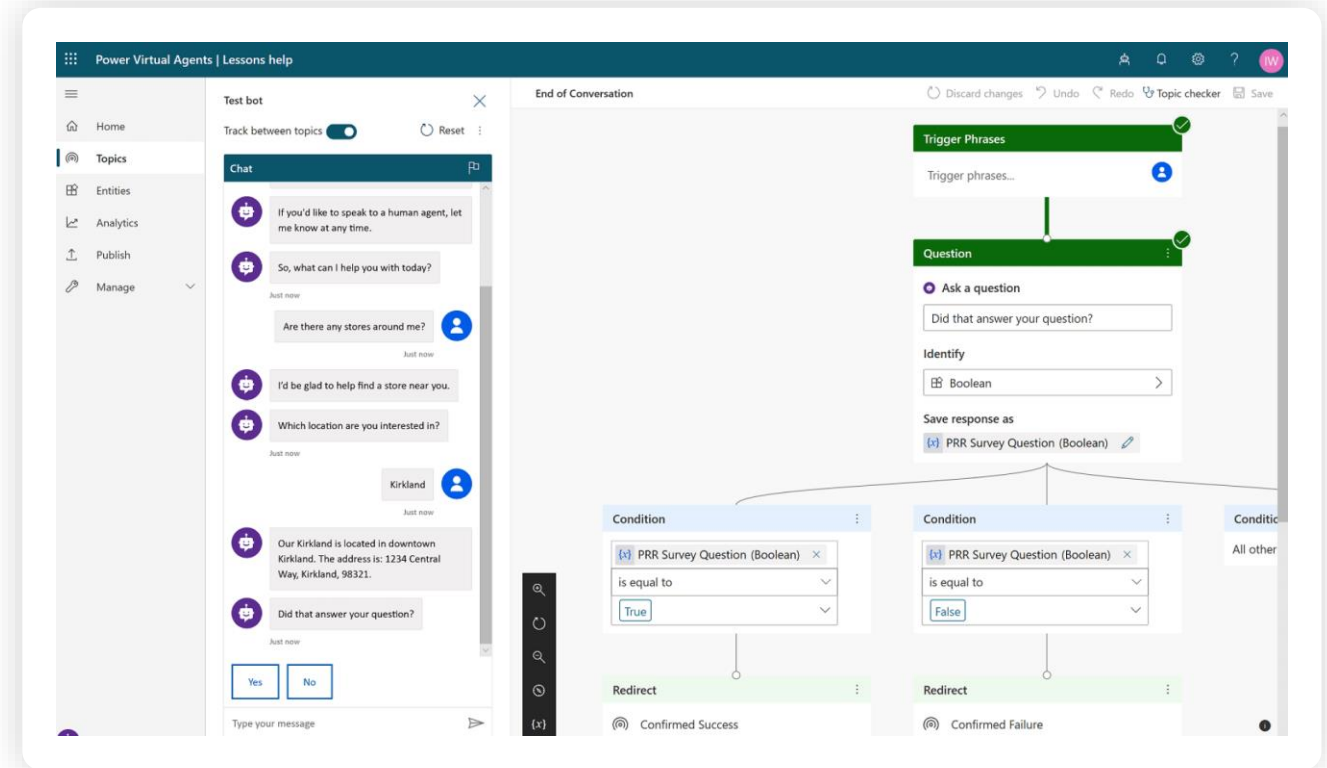 Power Virtual Agents | Lessons help
?
IW
Home
Topics
Entities
Analytics
Publish
Manage
Test bot
Track between topics
Reset
Chat
If you'd like to speak to a human agent, let
me know at any time.
So, what can I help you with today?
Just now
Are there any stores around me?
Just now
I'd be glad to help find a store near you.
Which location are you interested in?
Just now
Kirkland
Just now
Our Kirkland is located in downtown
Kirkland. The address is: 1234 Central
Way, Kirkland, 98321.
Did that answer your question?
Just now
Yes
No
Type your message
End of Conversation
Discard changes
Undo
Redo
Topic checker
Save
Trigger Phrases
Trigger phrases...
Question
Ask a question
Did that answer your question?
Identify
Boolean
Save response as
{x} PRR Survey Question (Boolean)
Condition
{x} PRR Survey Question (Boolean)
is equal to
True
Redirect
Confirmed Success
Condition
{x} PRR Survey Question (Boolean)
is equal to
False
Redirect
Confirmed Failure
Conditic
All other
{x}